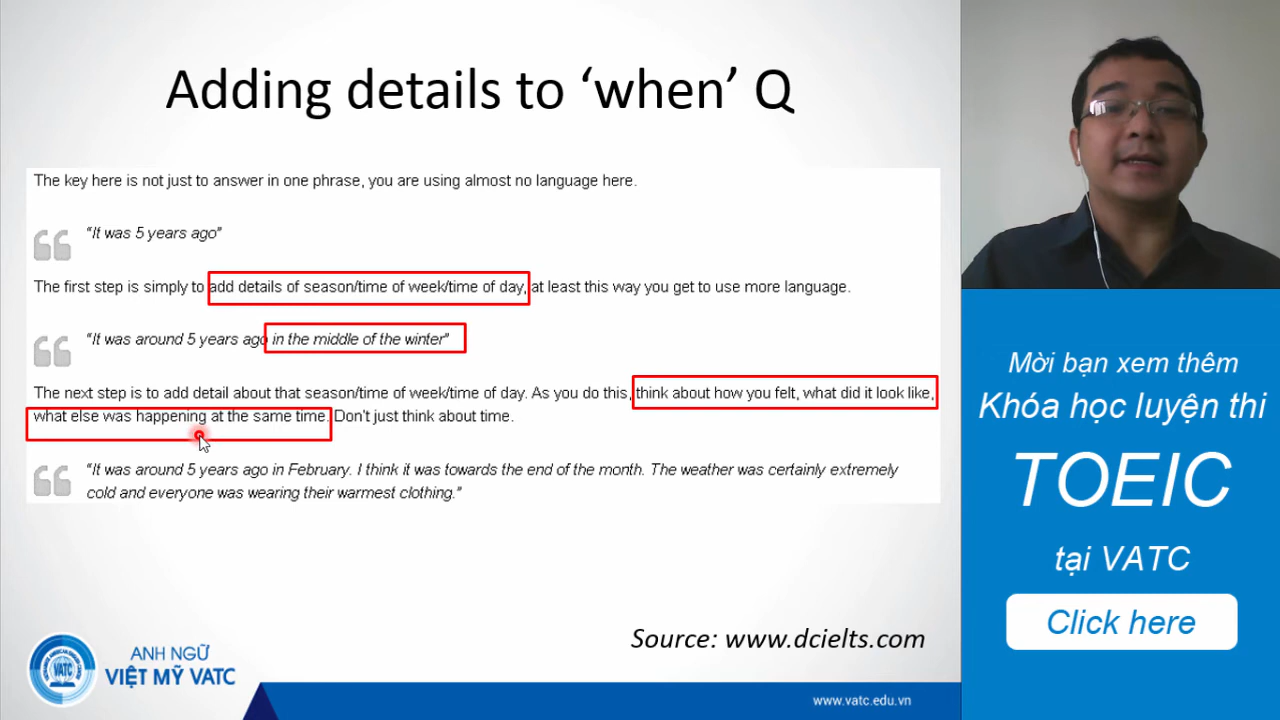 Adding details to ‘when’ Q
The key here is not just to answer in one phrase, you are using almost no language here.
“It was 5 years ago”
The first step is simply to add details of season/time of week/time of day, at least this way you get to use more language.
“It was around 5 years ago in the middle of the winter”
The next step is to add detail about that season/time of week/time of day. As you do this, think about how you felt, what did it look like,
what else was happening at the same time. Don't just think about time.
“It was around 5 years ago in February. I think it was towards the end of the month. The weather was certainly extremely
cold and everyone was wearing their warmest clothing.”
Source: www.dcielts.com
VATC
ANH NGỮ
VIỆT MỸ VATC
www.vatc.edu.vn
Mời bạn xem thêm
Khóa học luyện thi
TOEIC
tại VATC
Click here